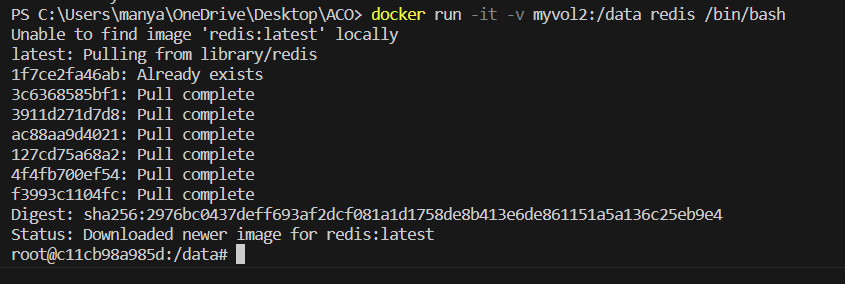 PS C:\Users\manya\OneDrive\Desktop\ACO> docker run -it -v myvol2:/data redis /bin/bash
Unable to find image 'redis:latest' locally
latest: Pulling from library/redis
1f7ce2fa46ab: Already exists
3c6368585bf1: Pull complete
3911d271d7d8: Pull complete
ac88aa9d4021: Pull complete
127cd75a68a2: Pull complete
4f4fb700ef54: Pull complete
f3993c1104fc: Pull complete
Digest: sha256:2976bc0437deff693af2dcf081a1d1758de8b413e6de861151a5a136c25eb9e4
Status: Downloaded newer image for redis:latest
root@c11cb98a985d:/data#